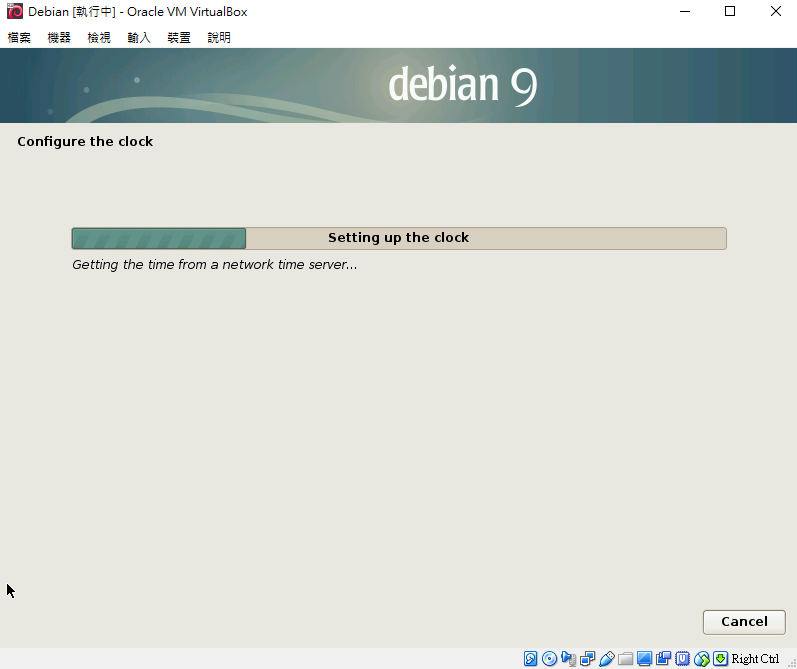 Debian [執行中] - Oracle VM VirtualBox
檔案 機器 檢視 輸入 裝置 說明
debian 9
Configure the clock
Setting up the clock
Getting the time from a network time server...
Cancel
Right Ctrl